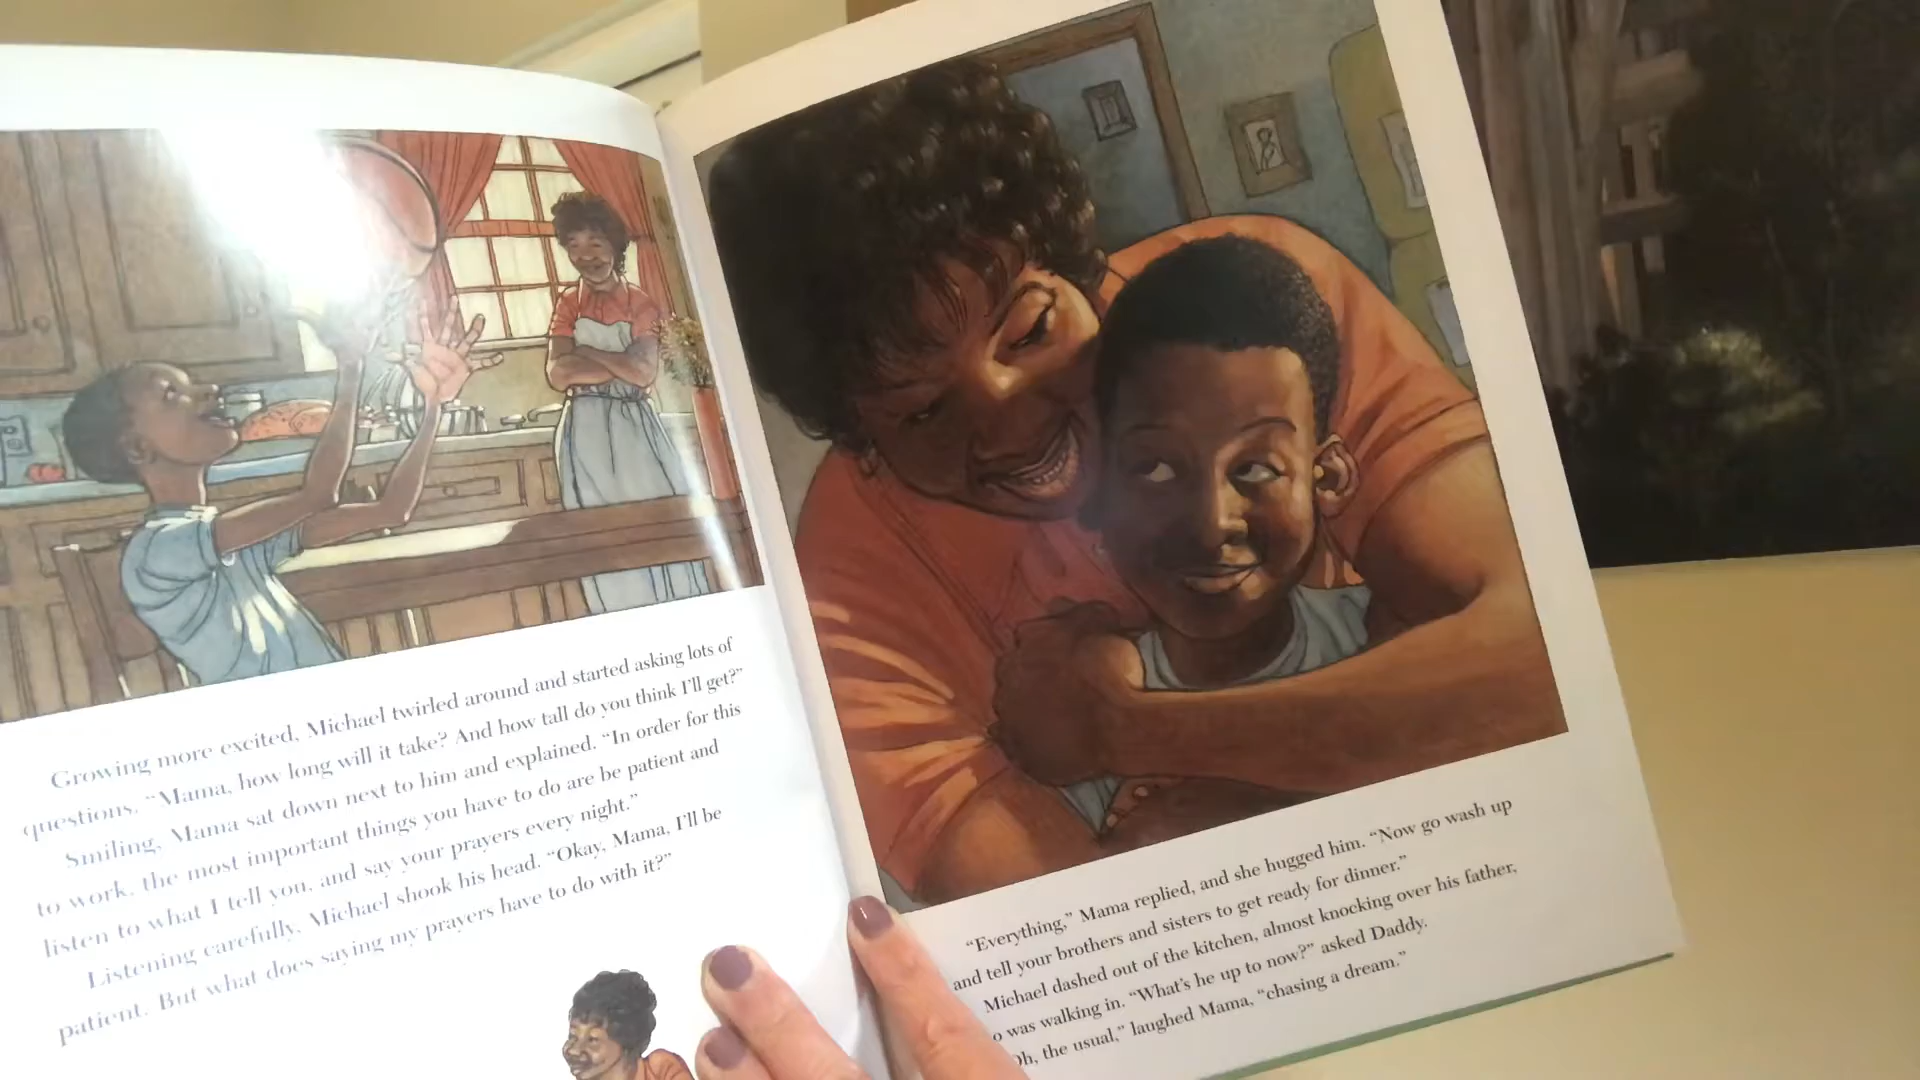 Growing more excited, Michael twirled around and started asking lots of
questions. “Mama, how long will it take? And how tall do you think I’ll get?”
Smiling, Mama sat down next to him and explained. “In order for this
to work, the most important things you have to do are be patient and
listen to what I tell you, and say your prayers every night.”
Listening carefully, Michael shook his head. “Okay, Mama, I’ll be
patient. But what does saying my prayers have to do with it?”
“Everything,” Mama replied, and she hugged him. “Now go wash up
and tell your brothers and sisters to get ready for dinner.”
Michael dashed out of the kitchen, almost knocking over his father,
was walking in. “What’s he up to now?” asked Daddy.
the usual,” laughed Mama, “chasing a dream.”